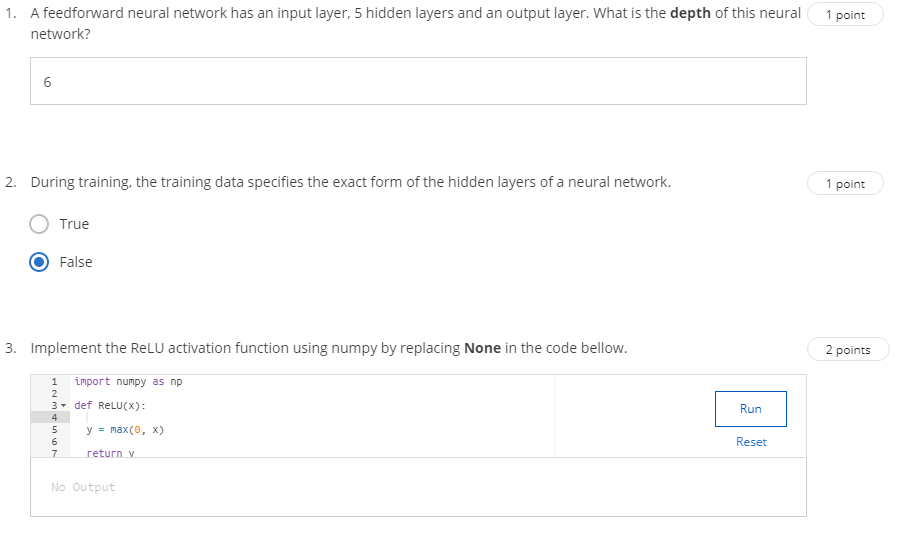 1. A feedforward neural network has an input layer, 5 hidden layers and an output layer. What is the depth of this neural
network?
1 point
6
2. During training, the training data specifies the exact form of the hidden layers of a neural network.
1 point
True
False
3. Implement the ReLU activation function using numpy by replacing None in the code bellow.
2 points
1 import numpy as np
2
3 def ReLU(x):
4
5 y = max(0, x)
6
7 return y
Run
Reset
No Output